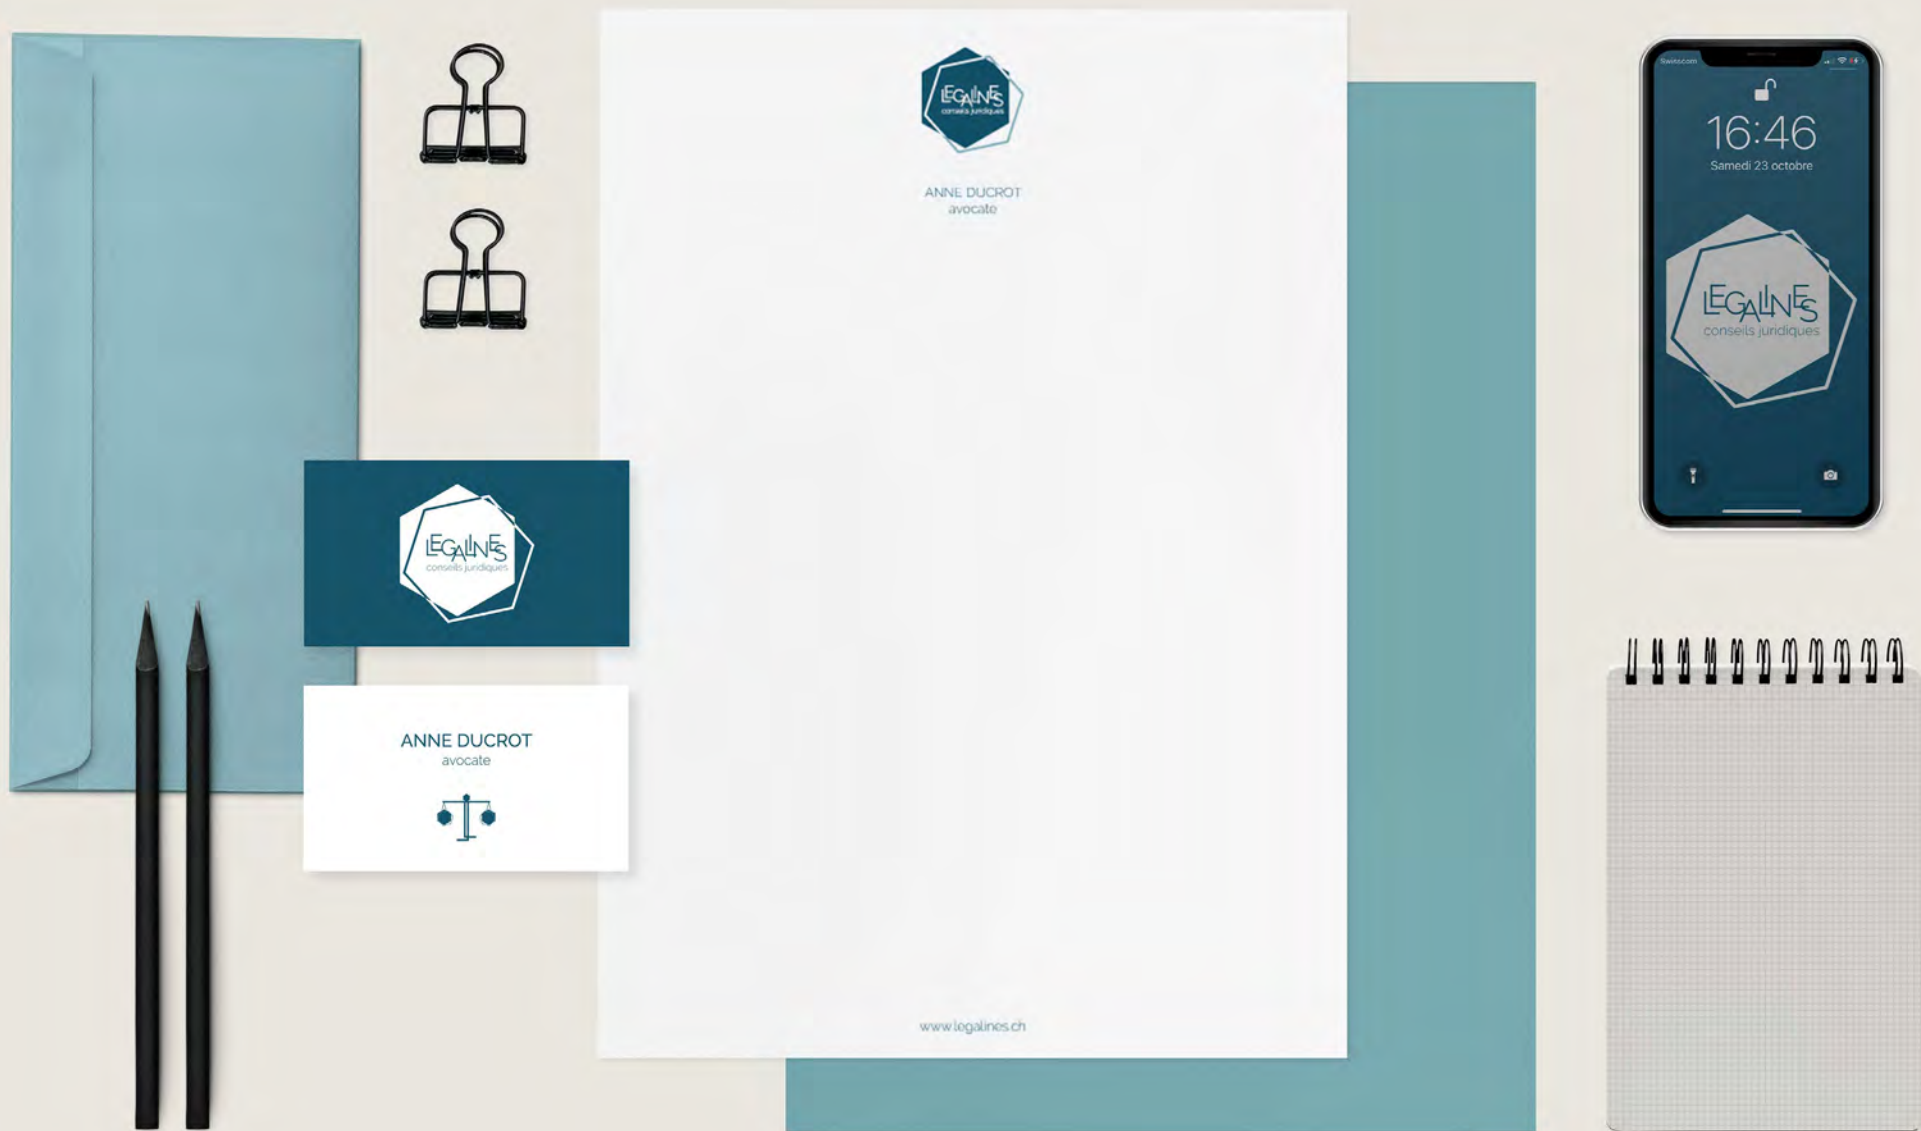 LEGALINES
conseils juridiques
ANNE DUCROT
avocate
www.legalines.ch
LEGALINES
conseils juridiques
ANNE DUCROT
avocate
Swisscom
16:46
Samedi 23 octobre
LEGALINES
conseils juridiques